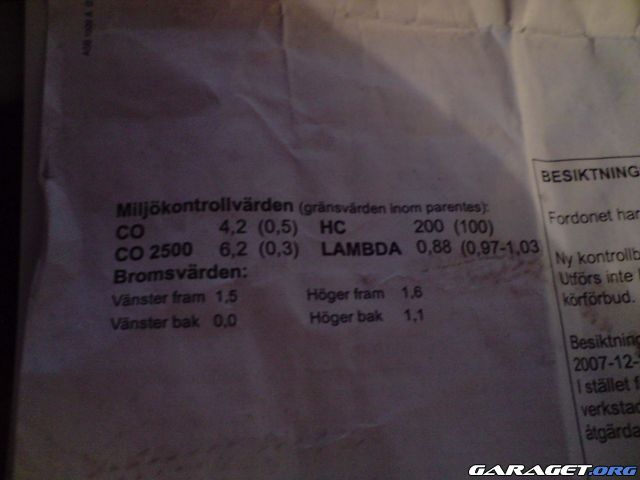 Miljökontrollvärden (gränsvärden inom parentes):
CO 4,2 (0,5) HC 200 (100)
CO 2500 6,2 (0,3) LAMBDA 0,88 (0,97-1,03
Bromsvärden:
Vänster fram 1,5 Höger fram 1,6
Vänster bak 0,0 Höger bak 1,1
BESIKTNING
Fordonet har
Ny kontrollb
Utförs inte
körförbud.
Besiktning
2007-12-
I stället f
verkstad
åtgärda
GARAGET.ORG